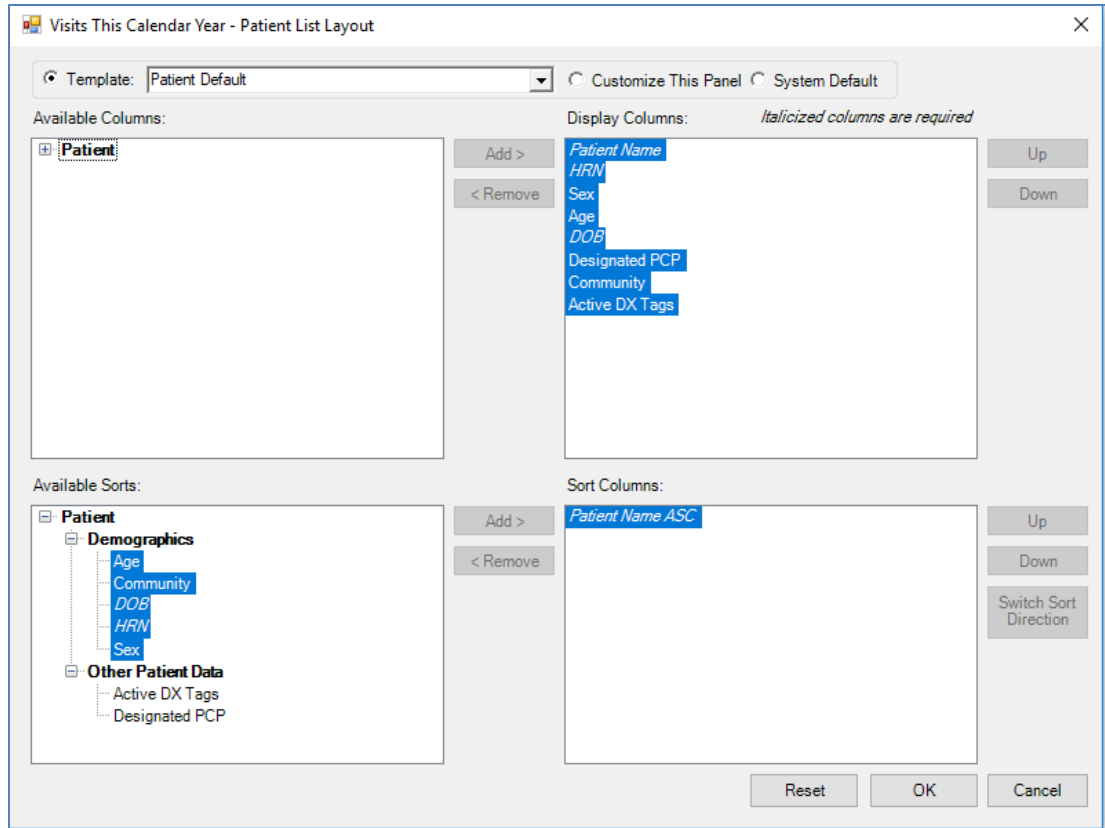 Visits This Calendar Year - Patient List Layout
Template: Patient Default Customize This Panel System Default
Available Columns:
Patient
Add >
< Remove
Display Columns: Italicized columns are required
Patient Name
HRN
Sex
Age
DOB
Designated PCP
Community
Active DX Tags
Up
Down
Available Sorts:
Patient
Demographics
Age
Community
DOB
HRN
Sex
Other Patient Data
Active DX Tags
Designated PCP
Add >
< Remove
Sort Columns:
Patient Name ASC
Up
Down
Switch Sort
Direction
Reset OK Cancel